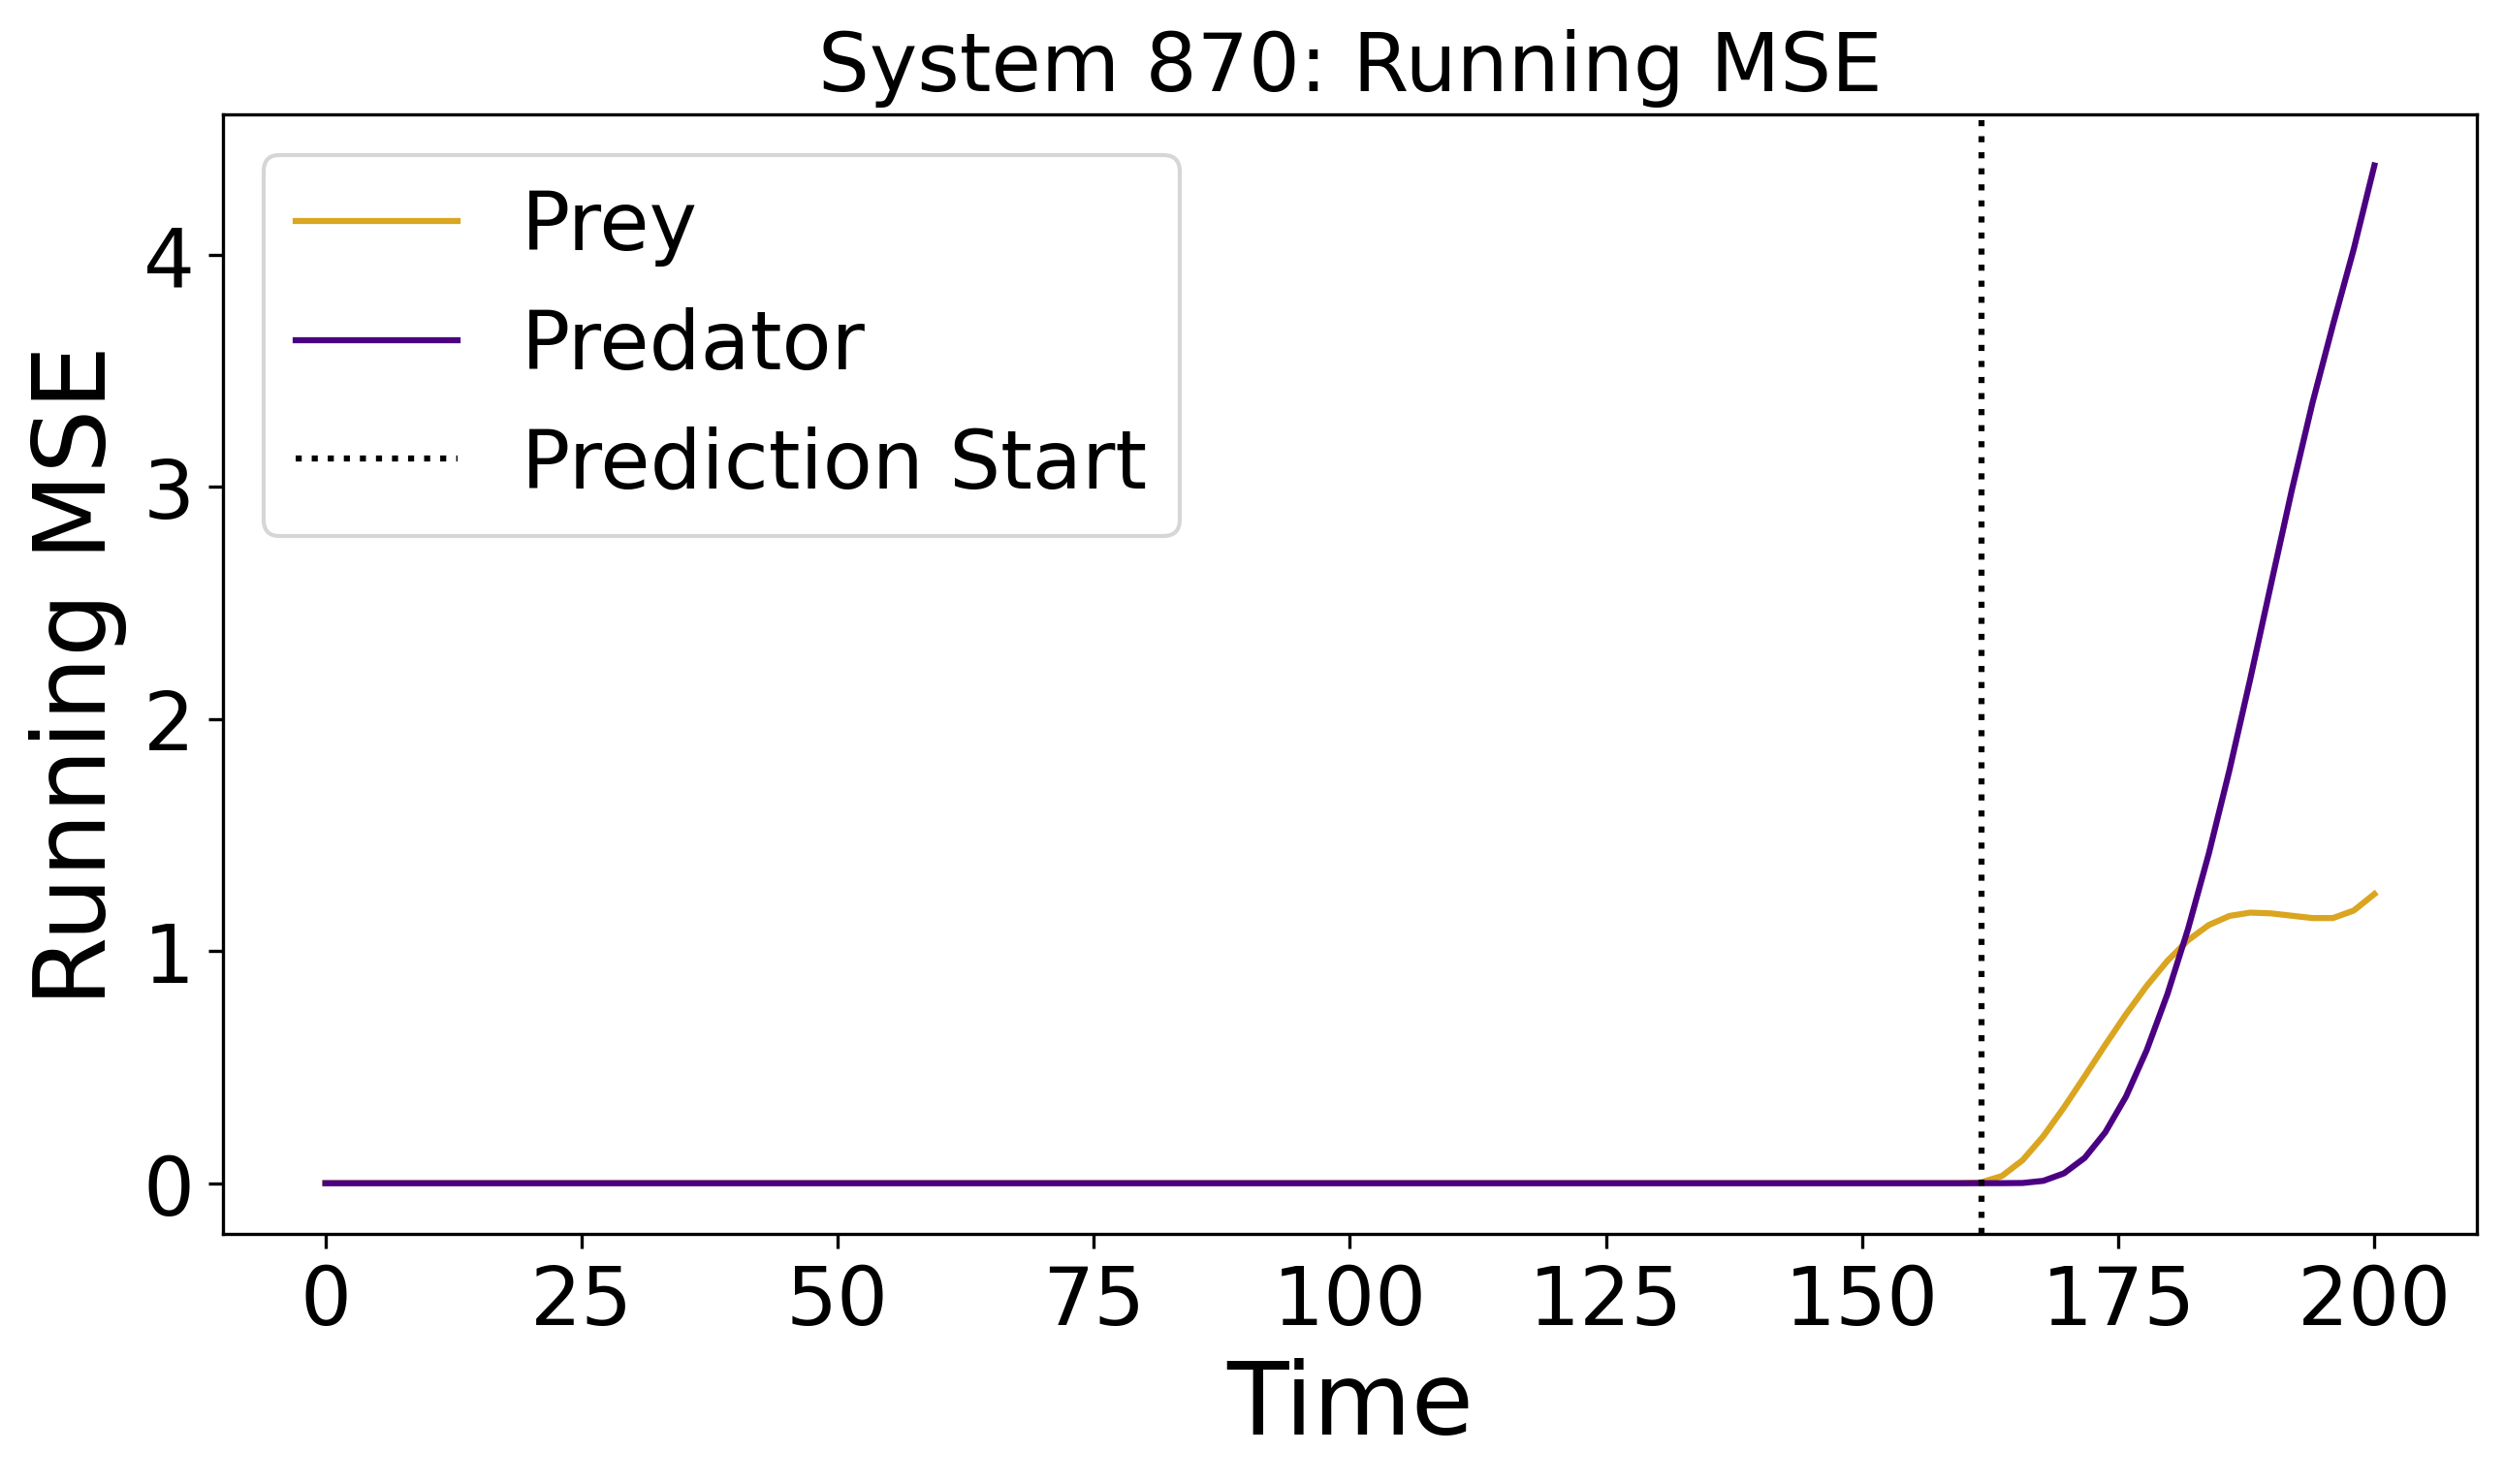 System 870: Running MSE
Prey
Predator
Prediction Start
Running MSE
4
3
2
1
0
0 25 50 75 100 125 150 175 200
Time